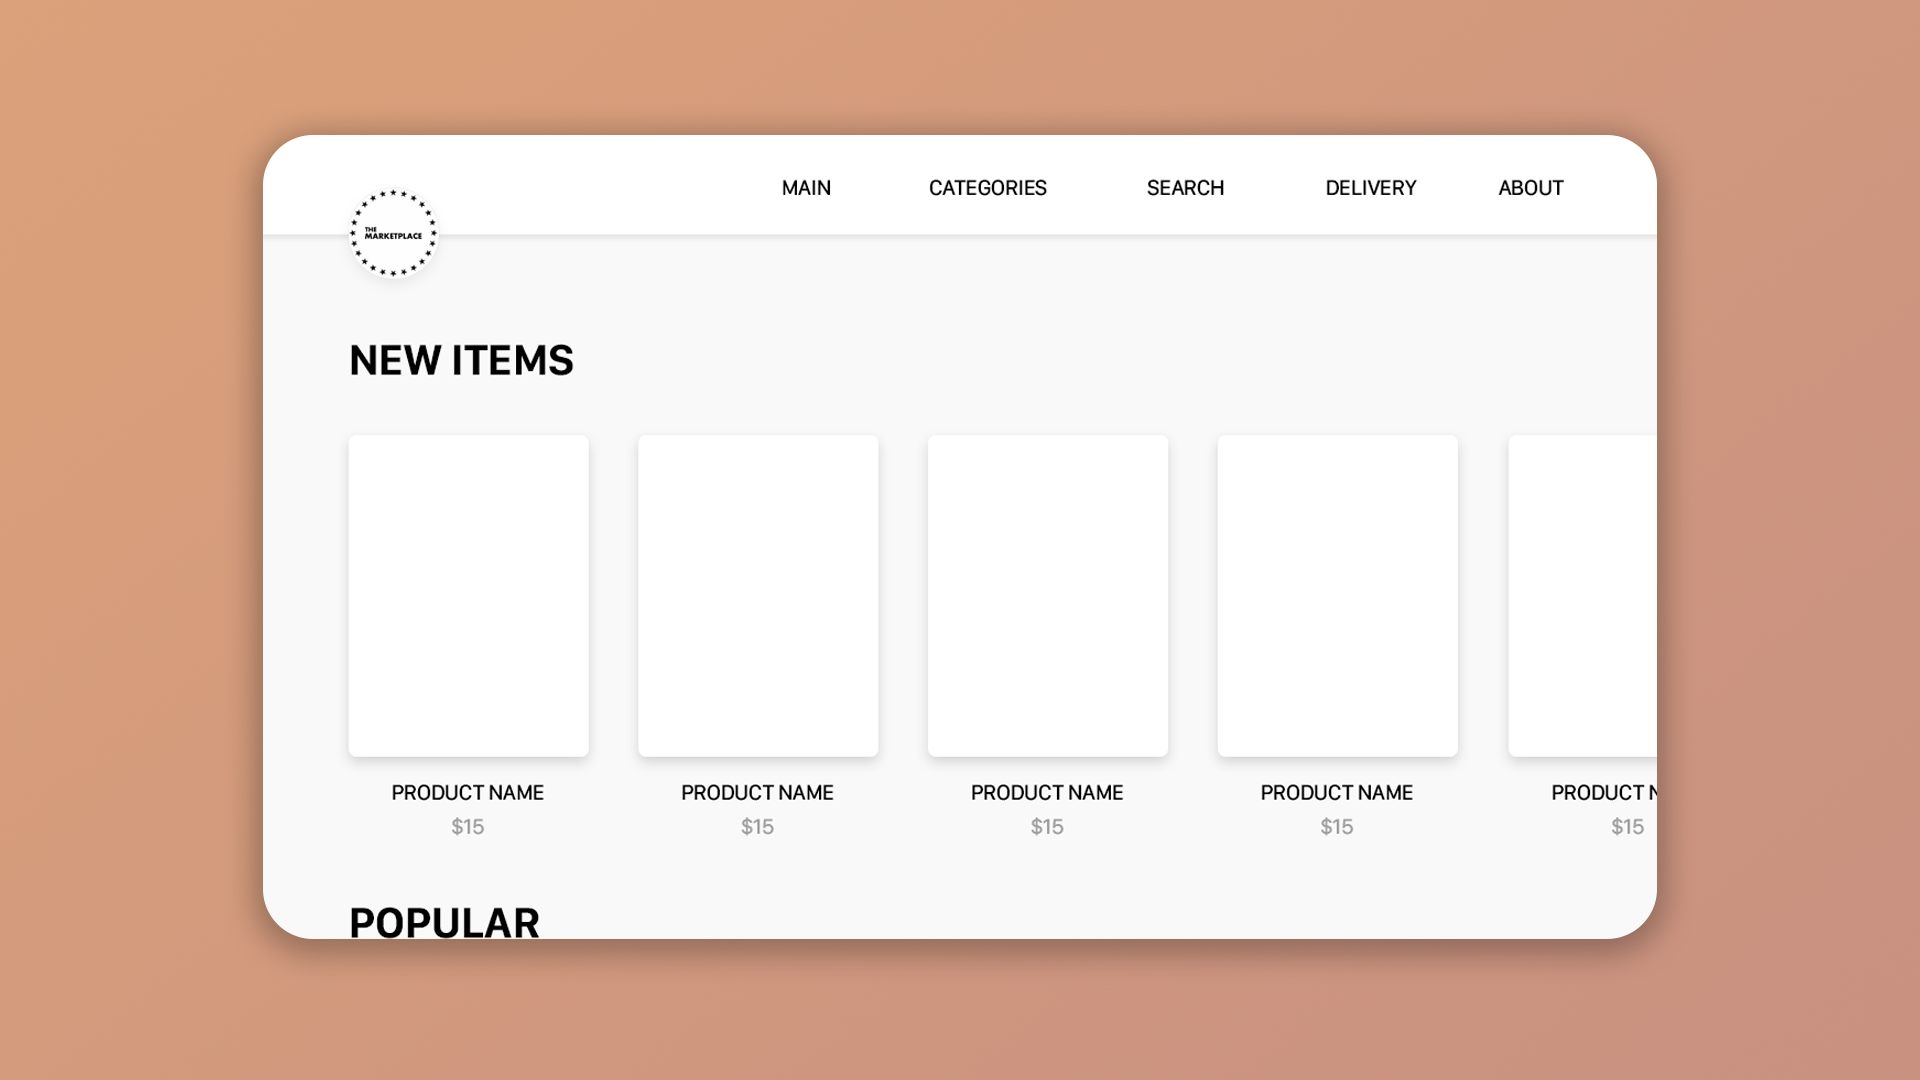 MAIN
CATEGORIES
SEARCH
DELIVERY
ABOUT
THE
MARKETPLACE
NEW ITEMS
PRODUCT NAME
$15
PRODUCT NAME
$15
PRODUCT NAME
$15
PRODUCT NAME
$15
PRODUCT N
$15
POPULAR